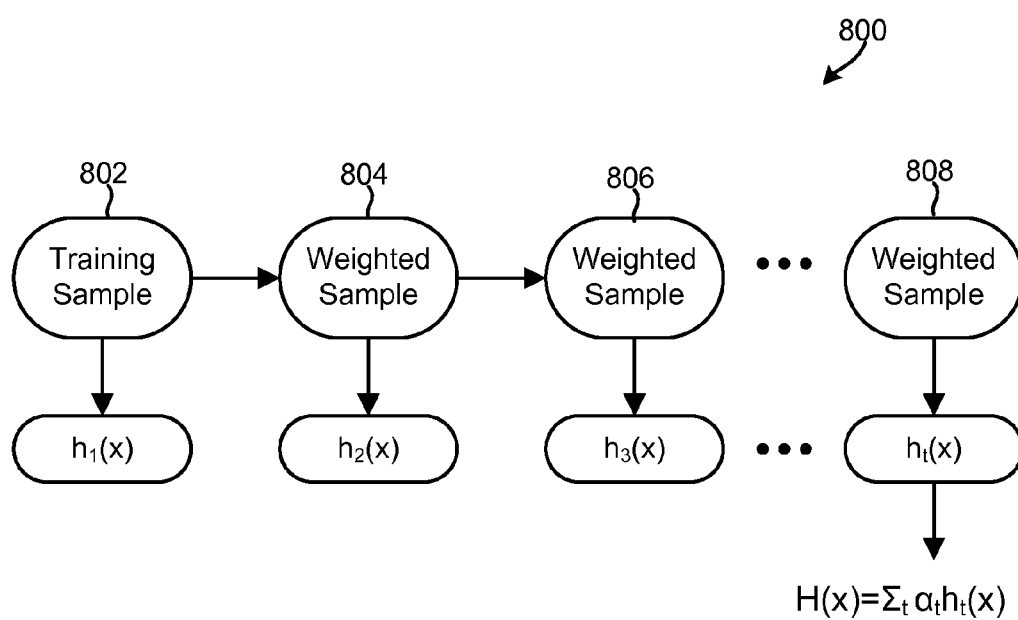 800
802
804
806
808
Training
Sample
Weighted
Sample
Weighted
Sample
Weighted
Sample
h₁(x)
h₂(x)
h₃(x)
hₜ(x)
H(x)=Σₜ αₜhₜ(x)